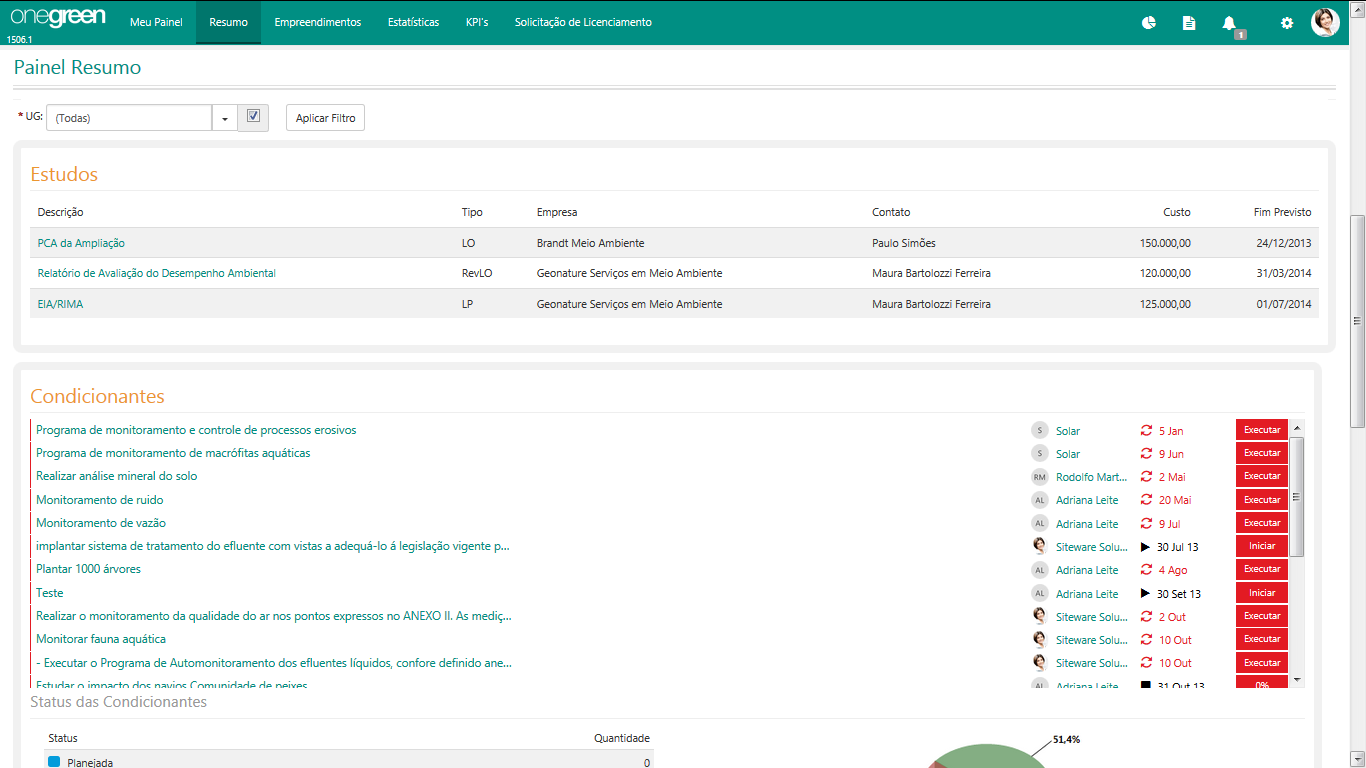 onegreen Meu Painel Resumo Empreendimentos Estatísticas KPI's Solicitação de Licenciamento 1
1506.1
Painel Resumo
* UG: (Todas) Aplicar Filtro
Estudos
Descrição Tipo Empresa Contato Custo Fim Previsto
PCA da Ampliação LO Brandt Meio Ambiente Paulo Simões 150.000,00 24/12/2013
Relatório de Avaliação do Desempenho Ambiental RevLO Geonature Serviços em Meio Ambiente Maura Bartolozzi Ferreira 120.000,00 31/03/2014
EIA/RIMA LP Geonature Serviços em Meio Ambiente Maura Bartolozzi Ferreira 125.000,00 01/07/2014
Condicionantes
Programa de monitoramento e controle de processos erosivos S Solar 5 Jan Executar
Programa de monitoramento de macrófitas aquáticas S Solar 9 Jun Executar
Realizar análise mineral do solo RM Rodolfo Mart... 2 Mai Executar
Monitoramento de ruido AL Adriana Leite 20 Mai Executar
Monitoramento de vazão AL Adriana Leite 9 Jul Executar
implantar sistema de tratamento do efluente com vistas a adequá-lo á legislação vigente p... Siteware Solu... 30 Jul 13 Iniciar
Plantar 1000 árvores AL Adriana Leite 4 Ago Executar
Teste AL Adriana Leite 30 Set 13 Iniciar
Realizar o monitoramento da qualidade do ar nos pontos expressos no ANEXO II. As mediç... Siteware Solu... 2 Out Executar
Monitorar fauna aquática Siteware Solu... 10 Out Executar
- Executar o Programa de Automonitoramento dos efluentes líquidos, confore definido ane... Siteware Solu... 10 Out Executar
Estudar o impacto dos navios Comunidade de peixes AL Adriana Leite 31 Out 13 0%
Status das Condicionantes
Status Quantidade
Planejada 0
51,4%